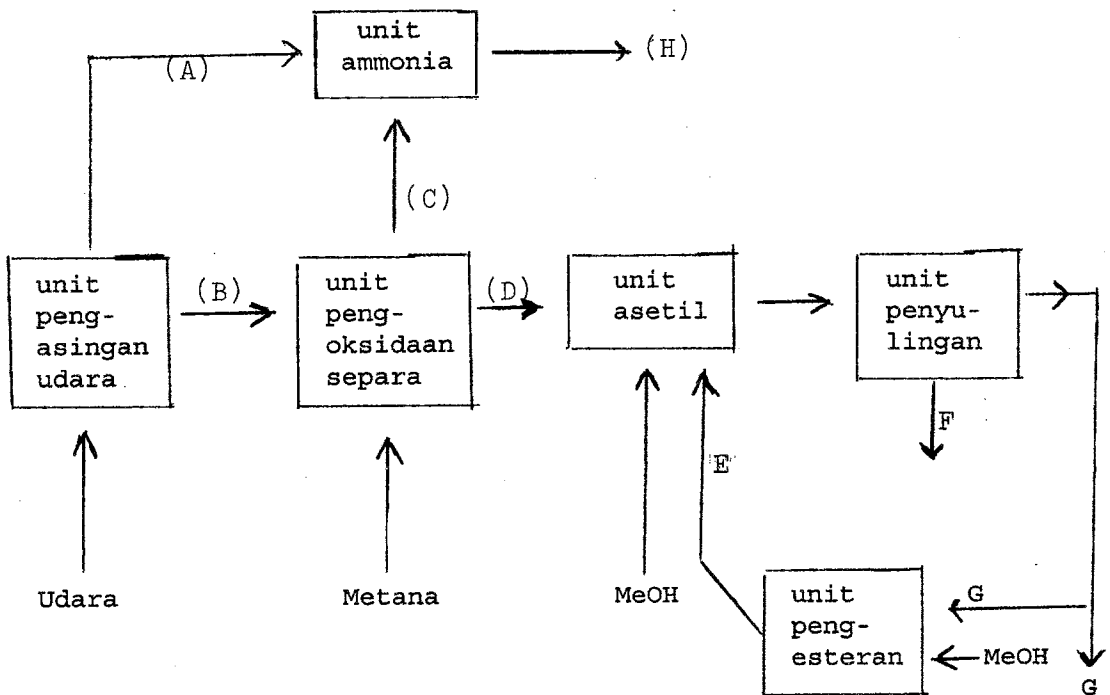 unit
ammonia
(A)
(H)
(C)
unit
peng-
asingan
udara
(B)
unit
peng-
oksidaan
separa
(D)
unit
asetil
unit
penyu-
lingan
F
"E"
Udara
Metana
MeOH
unit
peng-
esteran
G
MeOH
G